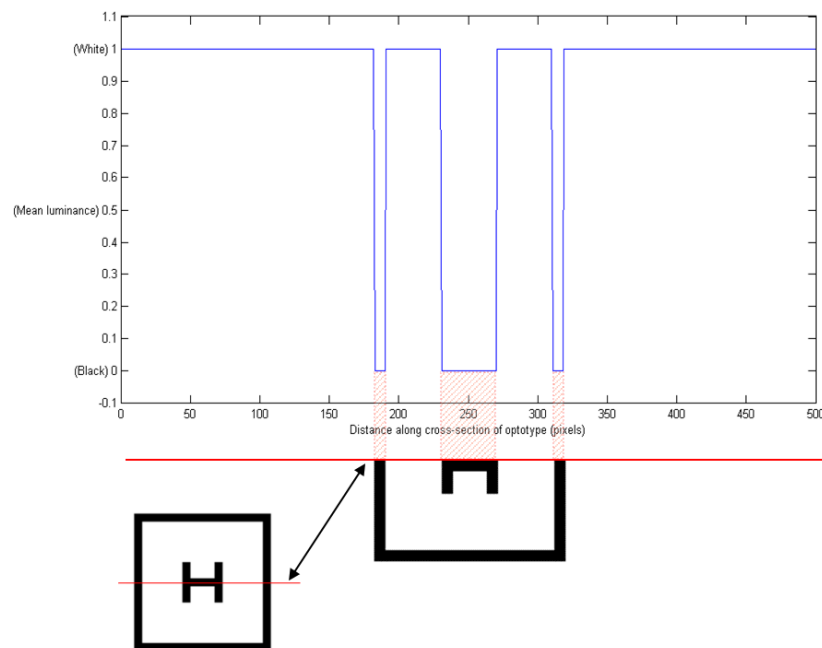 1.1
(White) 1
0.9
0.8
0.7
0.6
(Mean luminance) 0.5
0.4
0.3
0.2
0.1
(Black) 0
-0.1
0 50 100 150 200 250 300 350 400 450 500
Distance along cross-section of optotype (pixels)
H